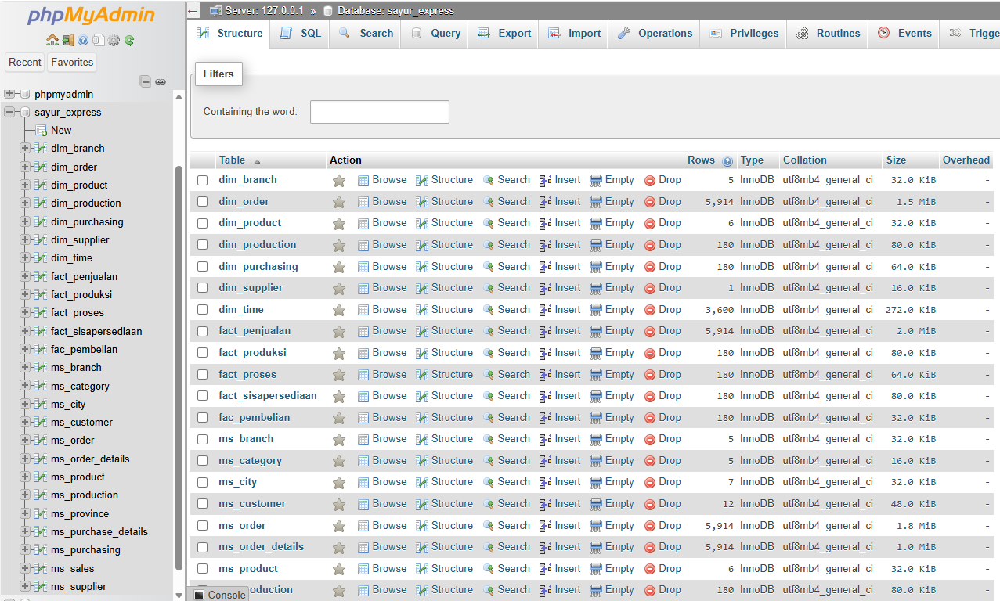 phpMyAdmin
Recent Favorites
phpmyadmin
sayur_express
New
dim_branch
dim_order
dim_product
dim_production
dim_purchasing
dim_supplier
dim_time
fact_penjualan
fact_produksi
fact_proses
fact_sisapersediaan
fac_pembelian
ms_branch
ms_category
ms_city
ms_customer
ms_order
ms_order_details
ms_product
ms_production
ms_province
ms_purchase_details
ms_purchasing
ms_sales
ms_supplier
Server: 127.0.0.1 » Database: sayur_express
Structure SQL Search Query Export Import Operations Privileges Routines Events Trigge
Filters
Containing the word:
Table Action Rows Type Collation Size Overhead
dim_branch Browse Structure Search Insert Empty Drop 5 InnoDB utf8mb4_general_ci 32.0 KiB -
dim_order Browse Structure Search Insert Empty Drop 5,914 InnoDB utf8mb4_general_ci 1.5 MiB -
dim_product Browse Structure Search Insert Empty Drop 6 InnoDB utf8mb4_general_ci 32.0 KiB -
dim_production Browse Structure Search Insert Empty Drop 180 InnoDB utf8mb4_general_ci 80.0 KiB -
dim_purchasing Browse Structure Search Insert Empty Drop 180 InnoDB utf8mb4_general_ci 64.0 KiB -
dim_supplier Browse Structure Search Insert Empty Drop 1 InnoDB utf8mb4_general_ci 16.0 KiB -
dim_time Browse Structure Search Insert Empty Drop 3,600 InnoDB utf8mb4_general_ci 272.0 KiB -
fact_penjualan Browse Structure Search Insert Empty Drop 5,914 InnoDB utf8mb4_general_ci 2.0 MiB -
fact_produksi Browse Structure Search Insert Empty Drop 180 InnoDB utf8mb4_general_ci 80.0 KiB -
fact_proses Browse Structure Search Insert Empty Drop 180 InnoDB utf8mb4_general_ci 64.0 KiB -
fact_sisapersediaan Browse Structure Search Insert Empty Drop 180 InnoDB utf8mb4_general_ci 80.0 KiB -
fac_pembelian Browse Structure Search Insert Empty Drop 180 InnoDB utf8mb4_general_ci 32.0 KiB -
ms_branch Browse Structure Search Insert Empty Drop 5 InnoDB utf8mb4_general_ci 32.0 KiB -
ms_category Browse Structure Search Insert Empty Drop 5 InnoDB utf8mb4_general_ci 16.0 KiB -
ms_city Browse Structure Search Insert Empty Drop 7 InnoDB utf8mb4_general_ci 32.0 KiB -
ms_customer Browse Structure Search Insert Empty Drop 12 InnoDB utf8mb4_general_ci 48.0 KiB -
ms_order Browse Structure Search Insert Empty Drop 5,914 InnoDB utf8mb4_general_ci 1.8 MiB -
ms_order_details Browse Structure Search Insert Empty Drop 5,914 InnoDB utf8mb4_general_ci 1.0 MiB -
ms_product Browse Structure Search Insert Empty Drop 6 InnoDB utf8mb4_general_ci 32.0 KiB -
oduction Browse Structure Search Insert Empty Drop 180 InnoDB utf8mb4_general_ci 80.0 KiB -
Console